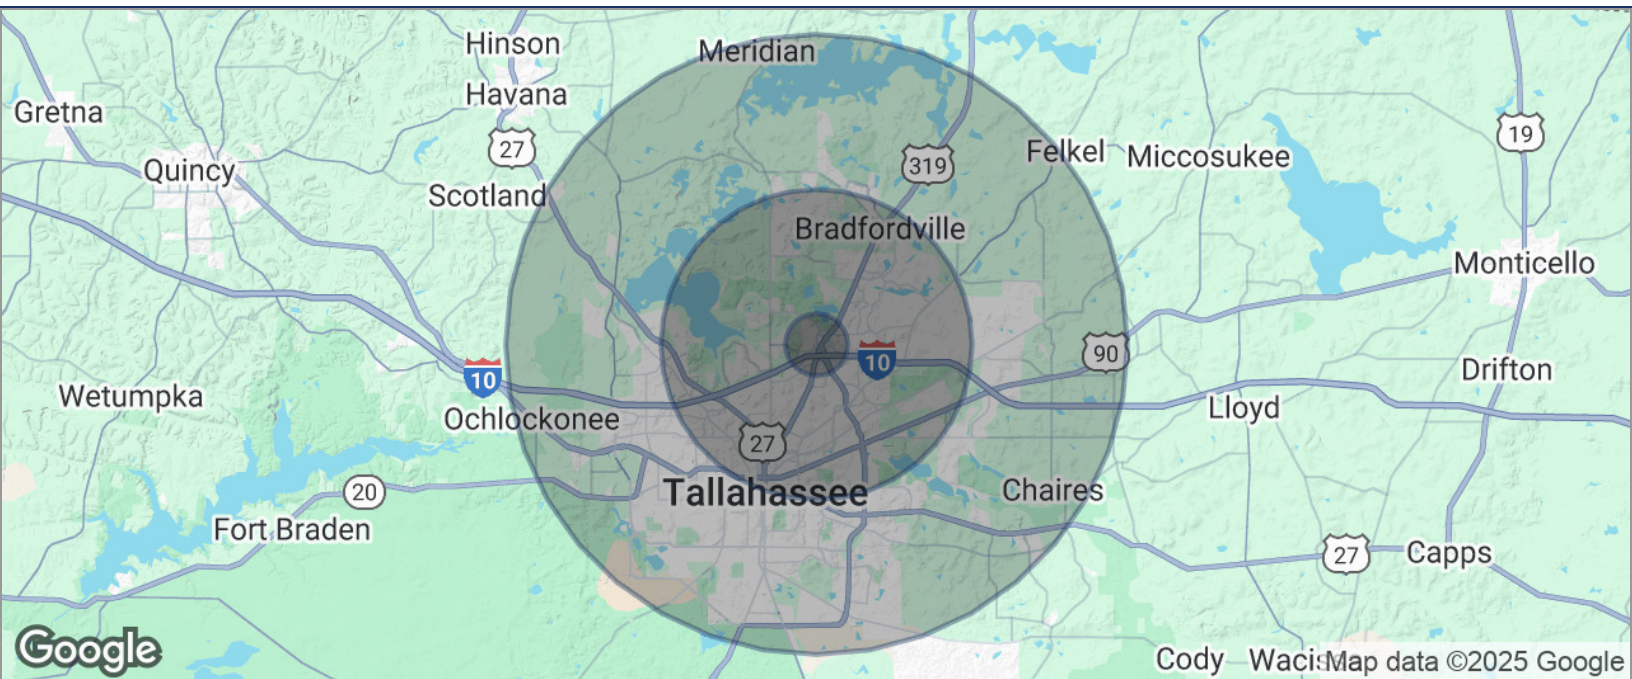 Hinson
Meridian
Havana
Gretna
27
19
319
Felkel
Miccosukee
Quincy
Scotland
Bradfordville
Monticello
90
10
10
Drifton
Wetumpka
Lloyd
Ochlockonee
27
Tallahassee
Chaires
20
Fort Braden
27
Capps
Google
Cody
Map data ©2025 Google